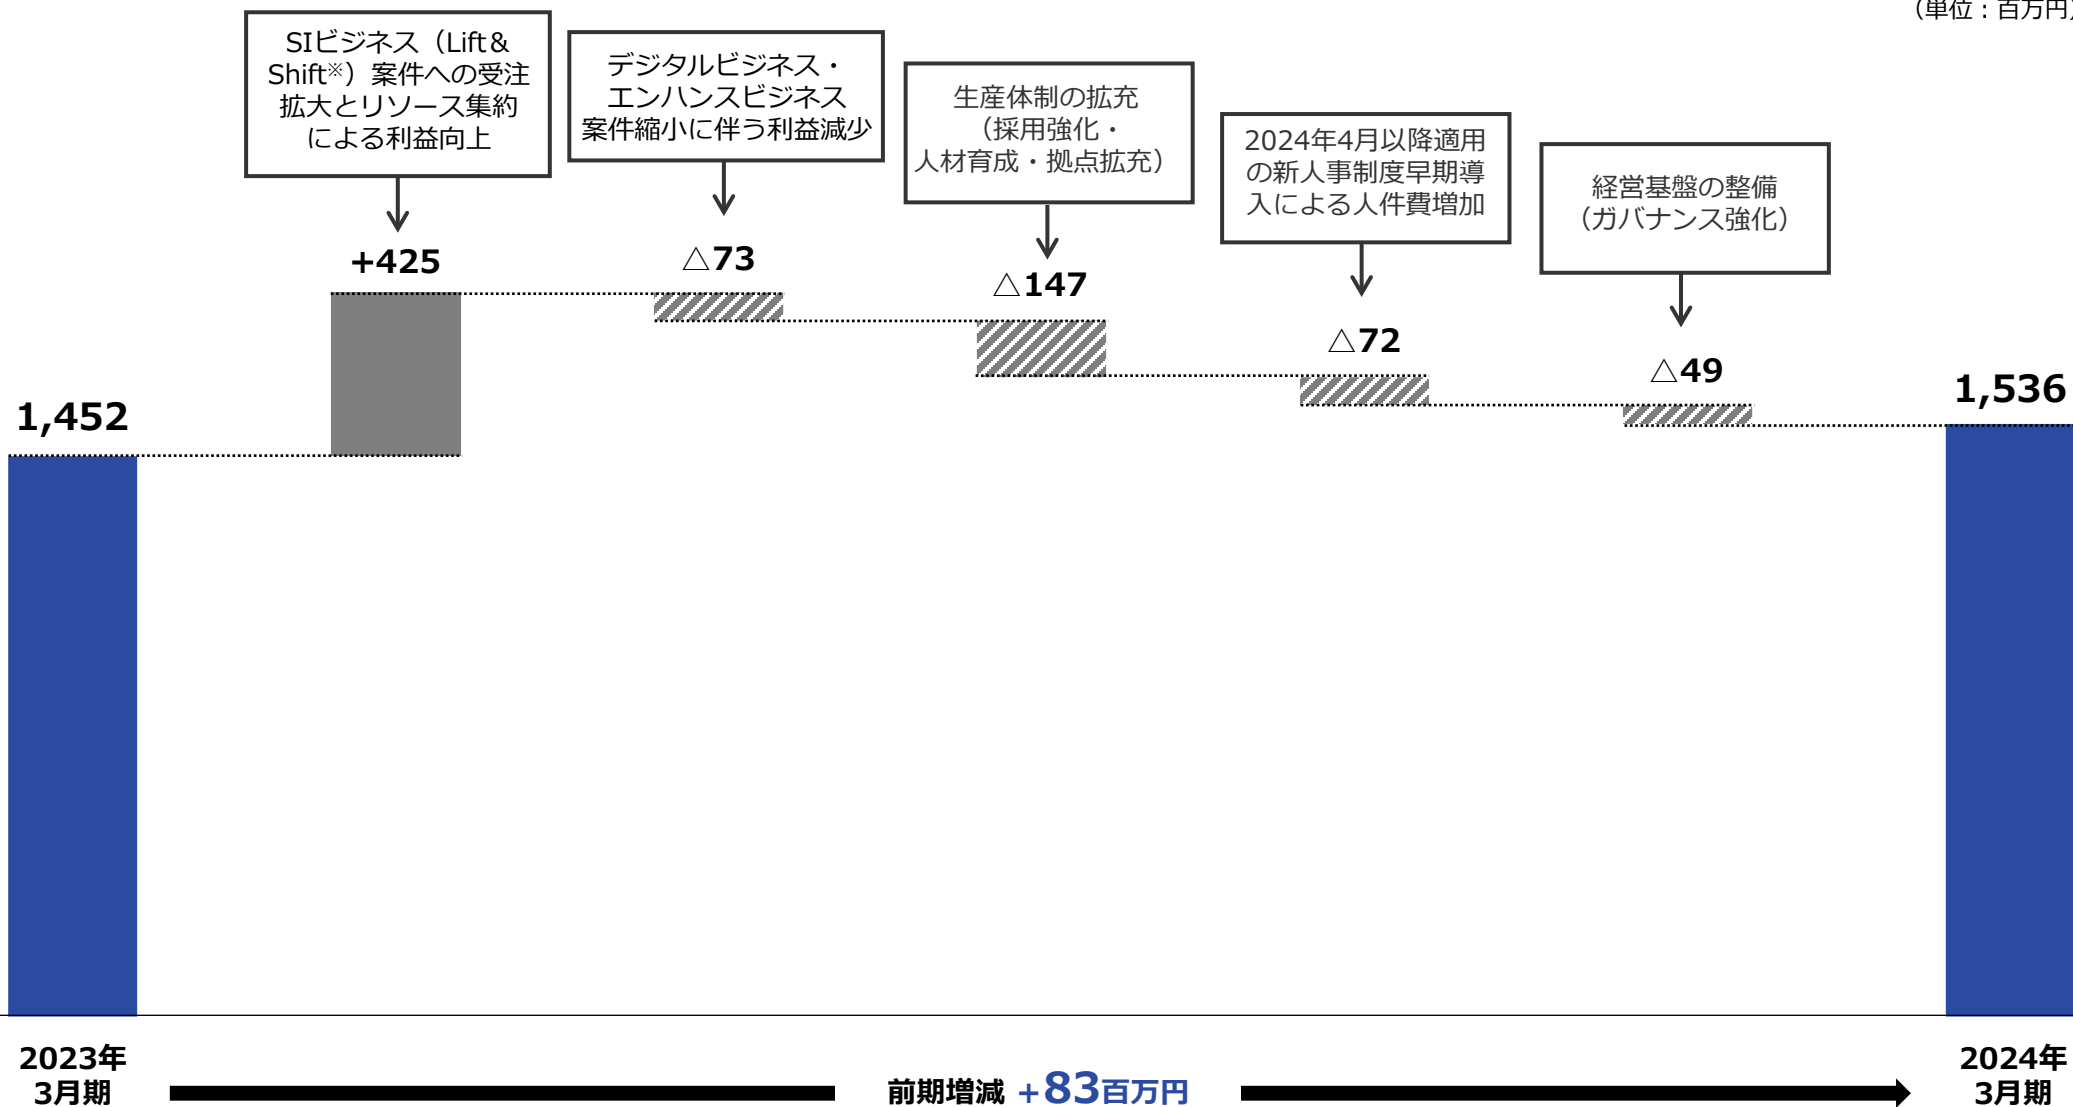 （単位：百万円）
SIビジネス（Lift＆
Shift※）案件への受注
拡大とリソース集約
による利益向上
デジタルビジネス・
エンハンスビジネス
案件縮小に伴う利益減少
生産体制の拡充
（採用強化・
人材育成・拠点拡充）
2024年4月以降適用
の新人事制度早期導
入による人件費増加
経営基盤の整備
（ガバナンス強化）
+425
△73
△147
△72
△49
1,452
1,536
2023年
3月期
前期増減 +83百万円
2024年
3月期